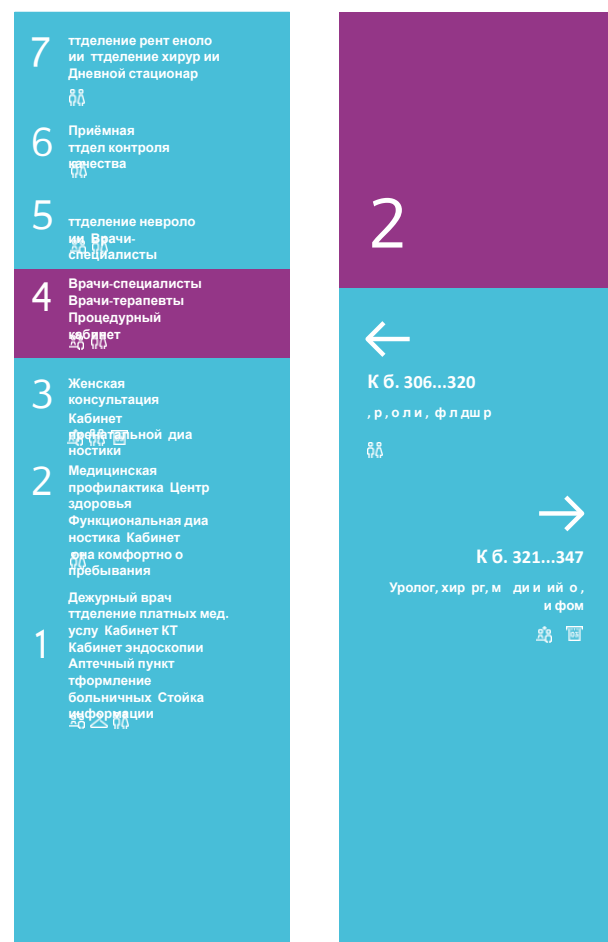 7
ттделение рент еноло
ии ттделение хирур ии
Дневной стационар
6
Приёмная
ттдел контроля
качества
5
ттделение невроло
ии Врачи-
специалисты
4
Врачи-специалисты
Врачи-терапевты
Процедурный
кабинет
3
Женская
консультация
Кабинет
пренатальной диа
ностики
2
Медицинская
профилактика Центр
здоровья
Функциональная диа
ностика Кабинет
она комфортно о
пребывания
1
Дежурный врач
ттделение платных мед.
услу Кабинет КТ
Кабинет эндоскопии
Аптечный пункт
тформление
больничных Стойка
информации
2
←
К б. 306...320
, р , о л и , ф л дш р
→
К б. 321...347
Уролог, хир рг, м ди и ий о ,
и фом